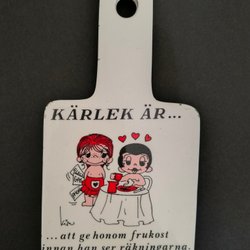 KÄRLEK ÄR...
...att ge honom frukost
innan han ser räkningarna.